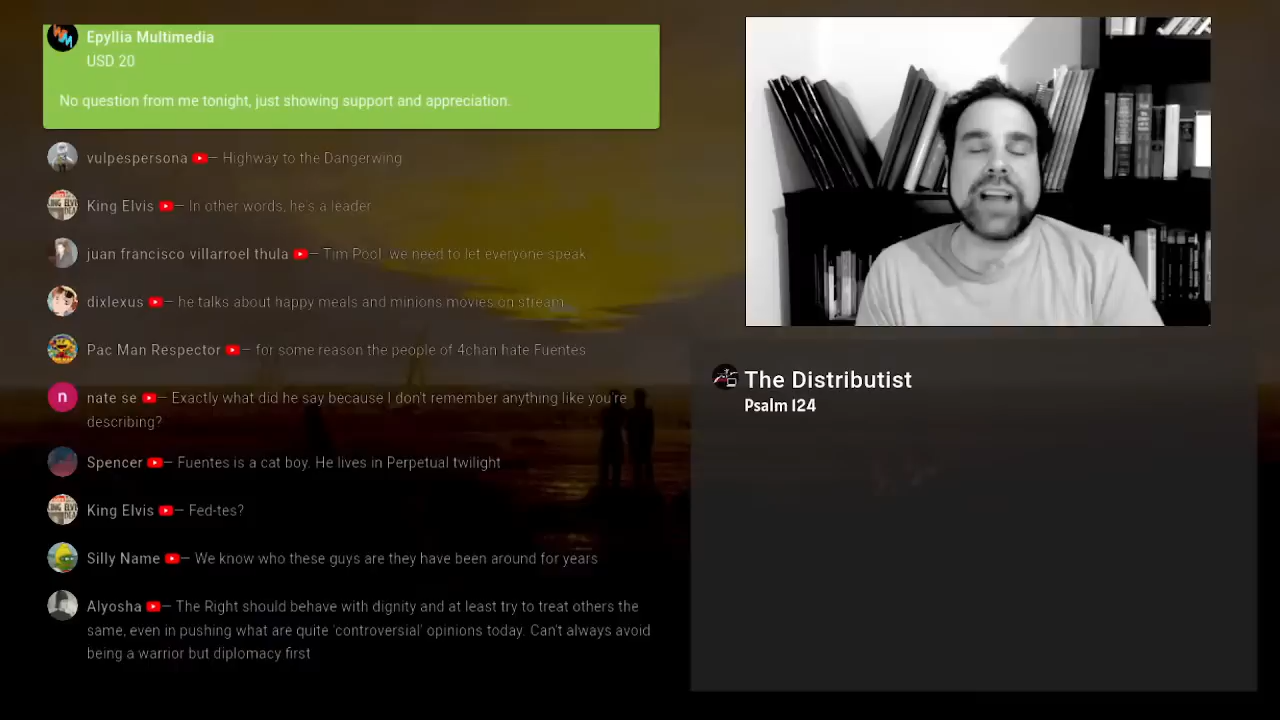 Epyllia Multimedia
USD 20
No question from me tonight, just showing support and appreciation.
vulpespersona — Highway to the Dangerwing
King Elvis — In other words, he's a leader
juan francisco villarroel thula — Tim Pool, we need to let everyone speak
dixlexus — he talks about happy meals and minions movies on stream
Pac Man Respector — for some reason the people of 4chan hate Fuentes
nate se — Exactly what did he say because I don't remember anything like you're
describing?
Spencer — Fuentes is a cat boy. He lives in Perpetual twilight
King Elvis — Fed-tes?
Silly Name — We know who these guys are they have been around for years
Alyosha — The Right should behave with dignity and at least try to treat others the
same, even in pushing what are quite 'controversial' opinions today. Can't always avoid
being a warrior but diplomacy first
The Distributist
Psalm 124